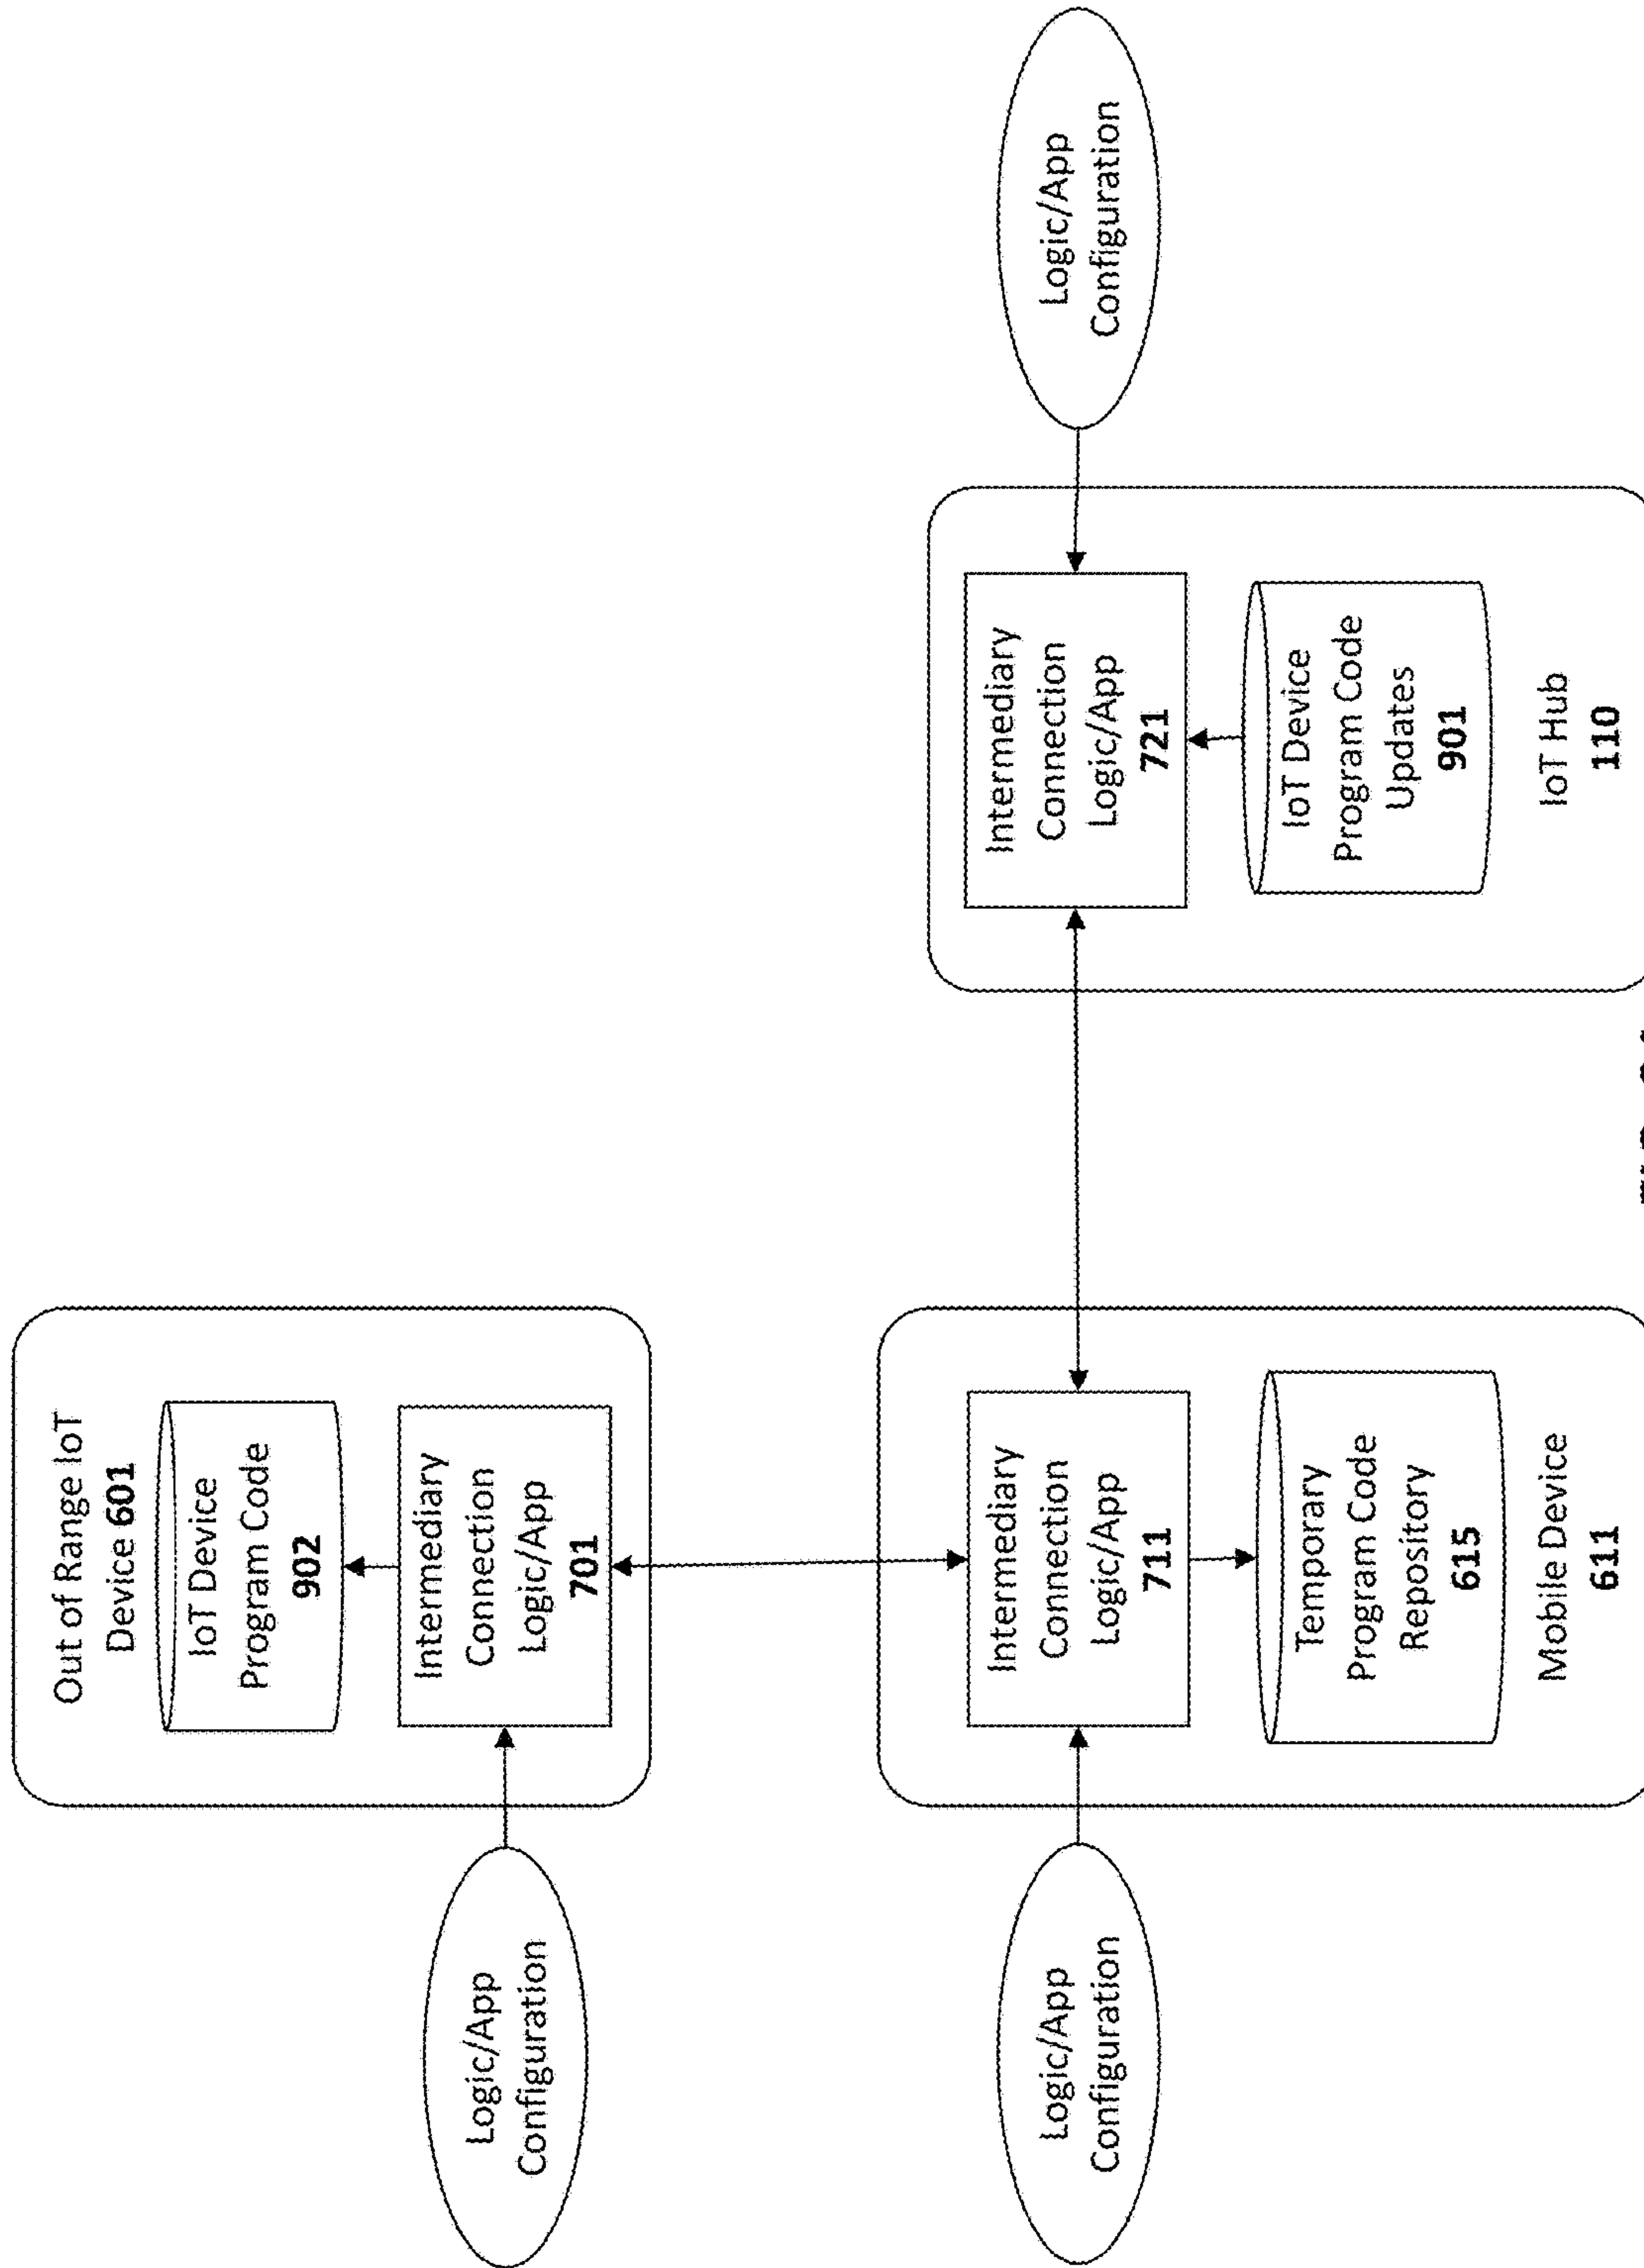 Out of Range IoT
Device 601
IoT Device
Program Code
902
Intermediary
Connection
Logic/App
701
Logic/App
Configuration
Logic/App
Configuration
Intermediary
Connection
Logic/App
711
Temporary
Program Code
Repository
615
Mobile Device
611
Intermediary
Connection
Logic/App
721
IoT Device
Program Code
Updates
901
IoT Hub
110
Logic/App
Configuration